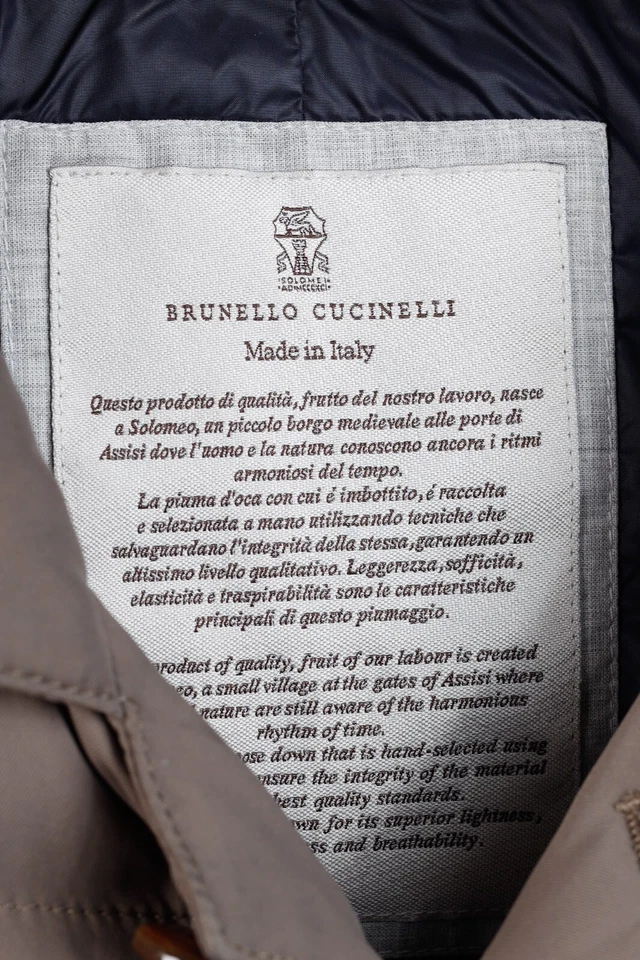 SOLOMEI
AD·MCCCXCI
BRUNELLO CUCINELLI
Made in Italy
Questo prodotto di qualità, frutto del nostro lavoro, nasce
a Solomeo, un piccolo borgo medievale alle porte di
Assisi dove l'uomo e la natura conoscono ancora i ritmi
armoniosi del tempo.
La piuma d'oca con cui é imbottito, é raccolta
e selezionata a mano utilizzando tecniche che
salvaguardano l'integrità della stessa, garantendo un
altissimo livello qualitativo. Leggerezza, sofficità,
elasticità e traspirabilità sono le caratteristiche
principali di questo piumaggio.
product of quality, fruit of our labour is created
a small village at the gates of Assisi where
nature are still aware of the harmonious
rhythm of time.
down that is hand-selected using
ensure the integrity of the material
quality standards.
for its superior lightness,
and breathability.